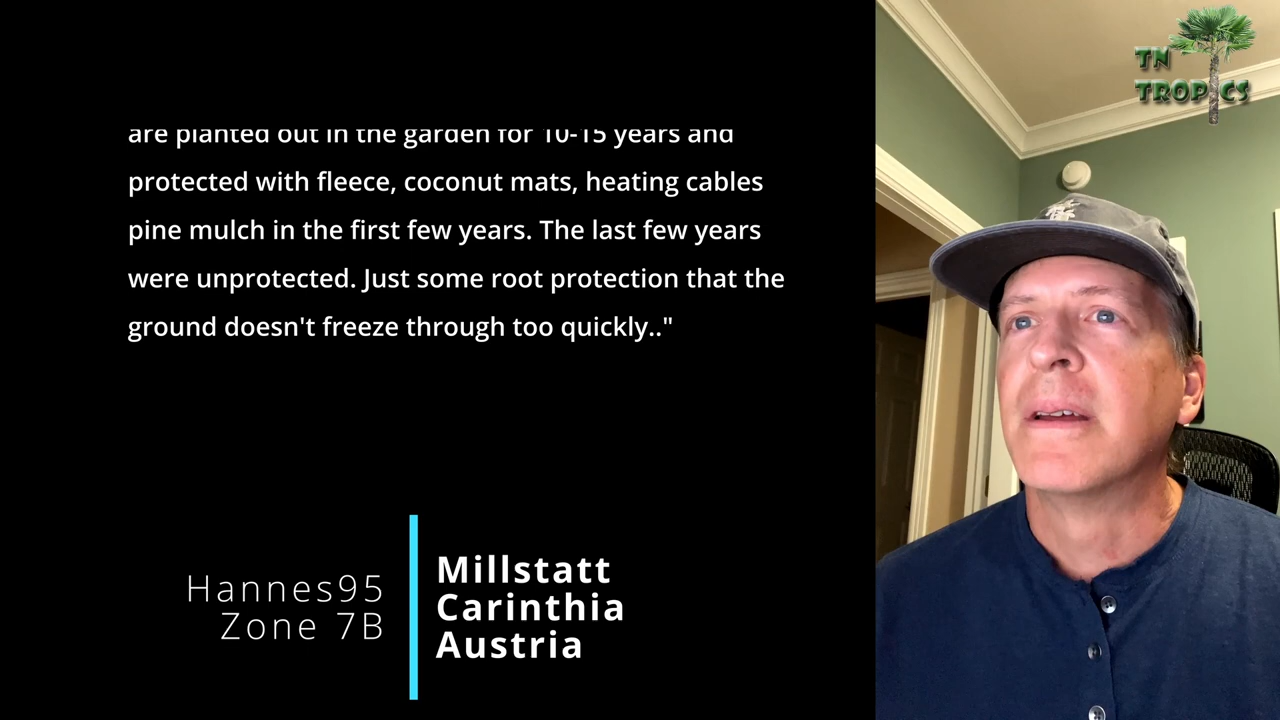 are planted out in the garden for 10-15 years and
protected with fleece, coconut mats, heating cables
pine mulch in the first few years. The last few years
were unprotected. Just some root protection that the
ground doesn't freeze through too quickly.."
Hannes95
Zone 7B
Millstatt
Carinthia
Austria
TN
TROPICS